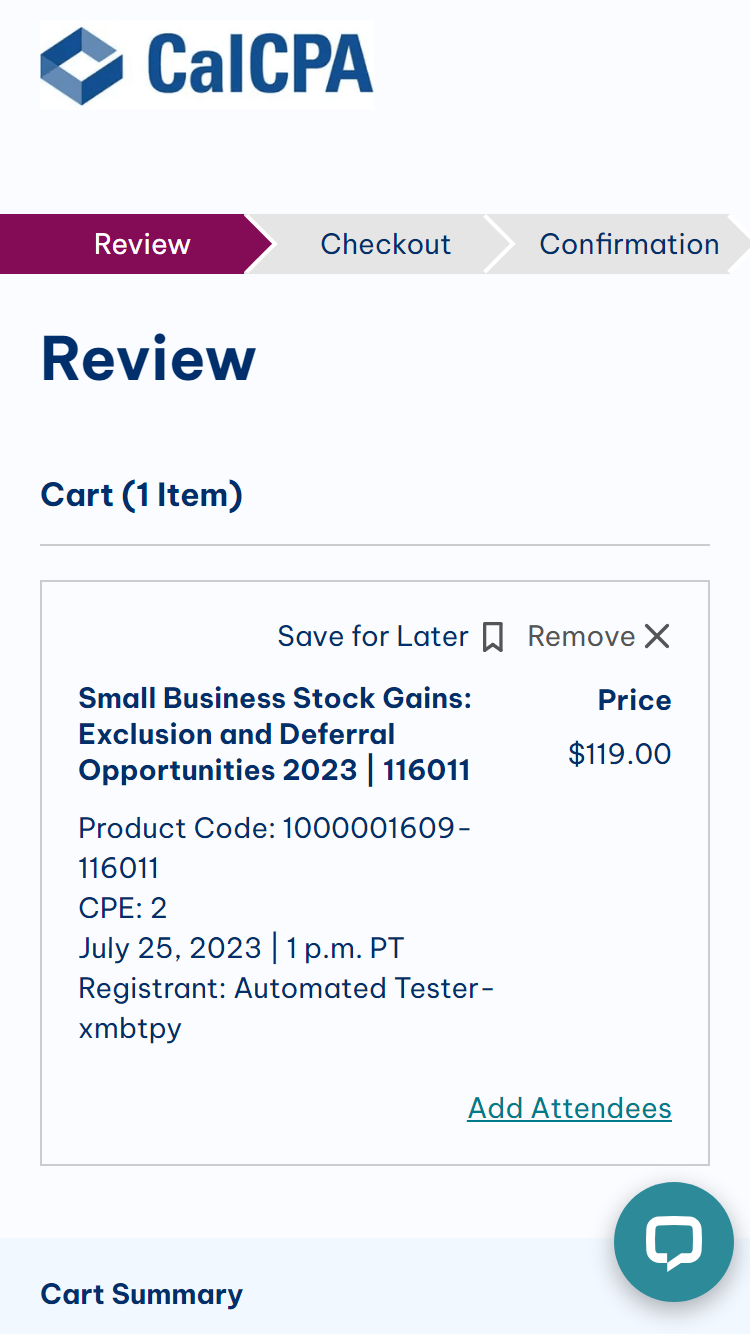 CalCPA
Review
Checkout
Confirmation
Review
Cart (1 Item)
Save for Later
Remove
Small Business Stock Gains:
Exclusion and Deferral
Opportunities 2023 | 116011
Price
$119.00
Product Code: 1000001609-
116011
CPE: 2
July 25, 2023 | 1 p.m. PT
Registrant: Automated Tester-
xmbtpy
Add Attendees
Cart Summary